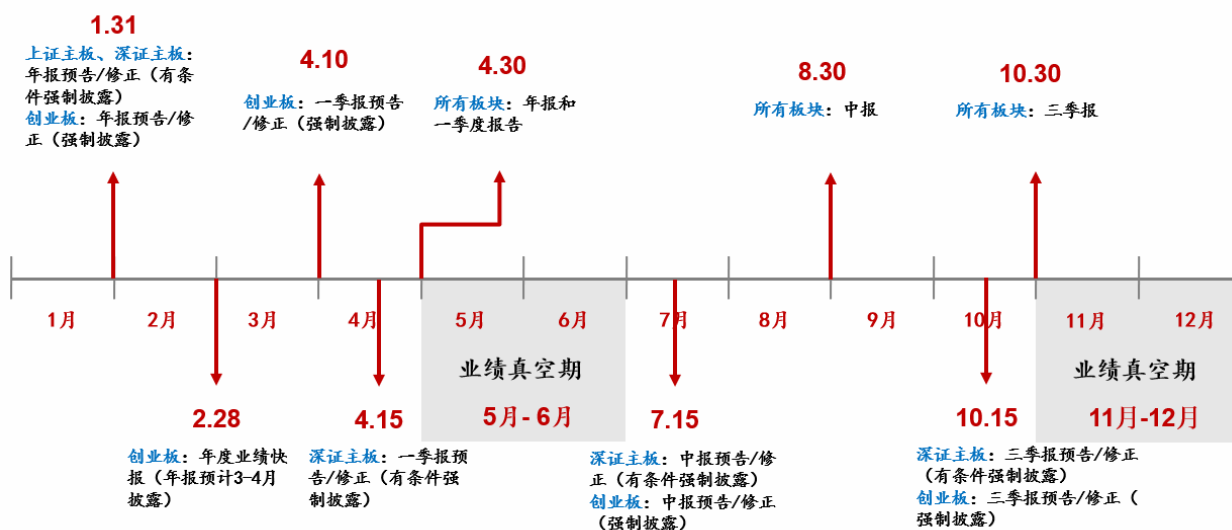 1.31
上证主板、深证主板：
年报预告/修正（有条
件强制披露）
创业板：年报预告/修
正（强制披露）
4.10
创业板：一季报预告
/修正（强制披露）
4.30
所有板块：年报和
一季度报告
8.30
所有板块：中报
10.30
所有板块：三季报
1月
2月
3月
4月
5月
6月
7月
8月
9月
10月
11月
12月
业绩真空期
5月- 6月
业绩真空期
11月-12月
2.28
创业板：年度业绩快
报（年报预计3-4月
披露）
4.15
深证主板：一季报预
告/修正（有条件强
制披露）
7.15
深证主板：中报预告/修
正（有条件强制披露）
创业板：中报预告/修正
（强制披露）
10.15
深证主板：三季报预告/修正
（有条件强制披露）
创业板：三季报预告/修正（
强制披露）